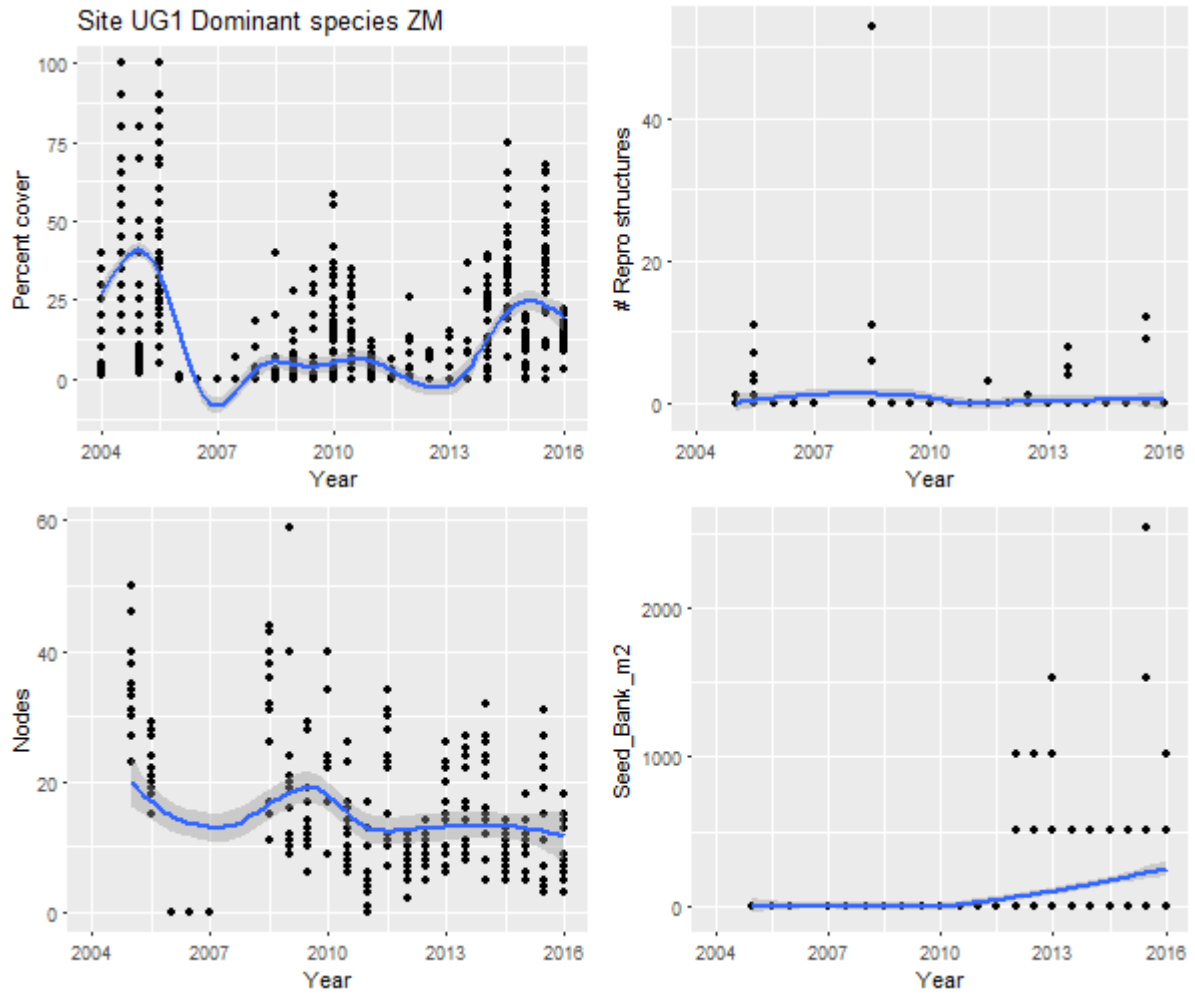 Site UG1 Dominant species ZM
Percent cover
100
75
50
25
0
2004 2007 2010 2013 2016
Year
# Repro structures
40
20
0
2004 2007 2010 2013 2016
Year
Nodes
60
40
20
0
2004 2007 2010 2013 2016
Year
Seed_Bank_m2
2000
1000
0
2004 2007 2010 2013 2016
Year